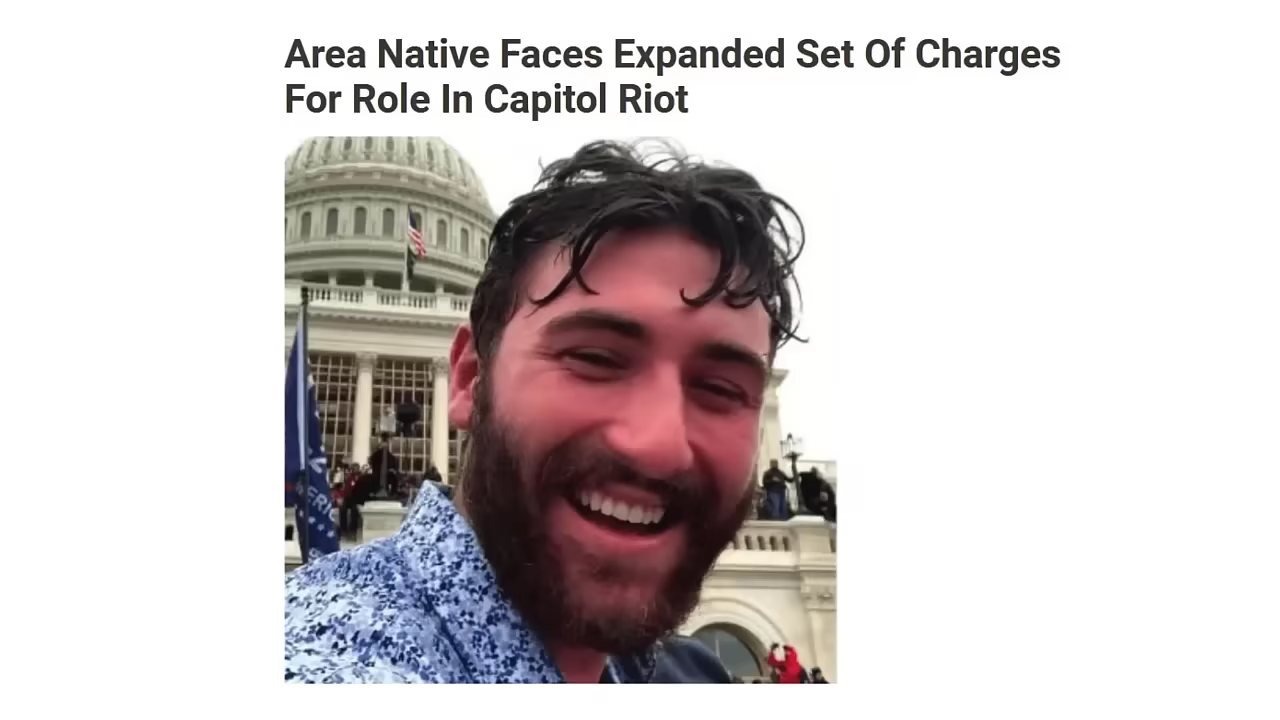 Area Native Faces Expanded Set Of Charges
For Role In Capitol Riot